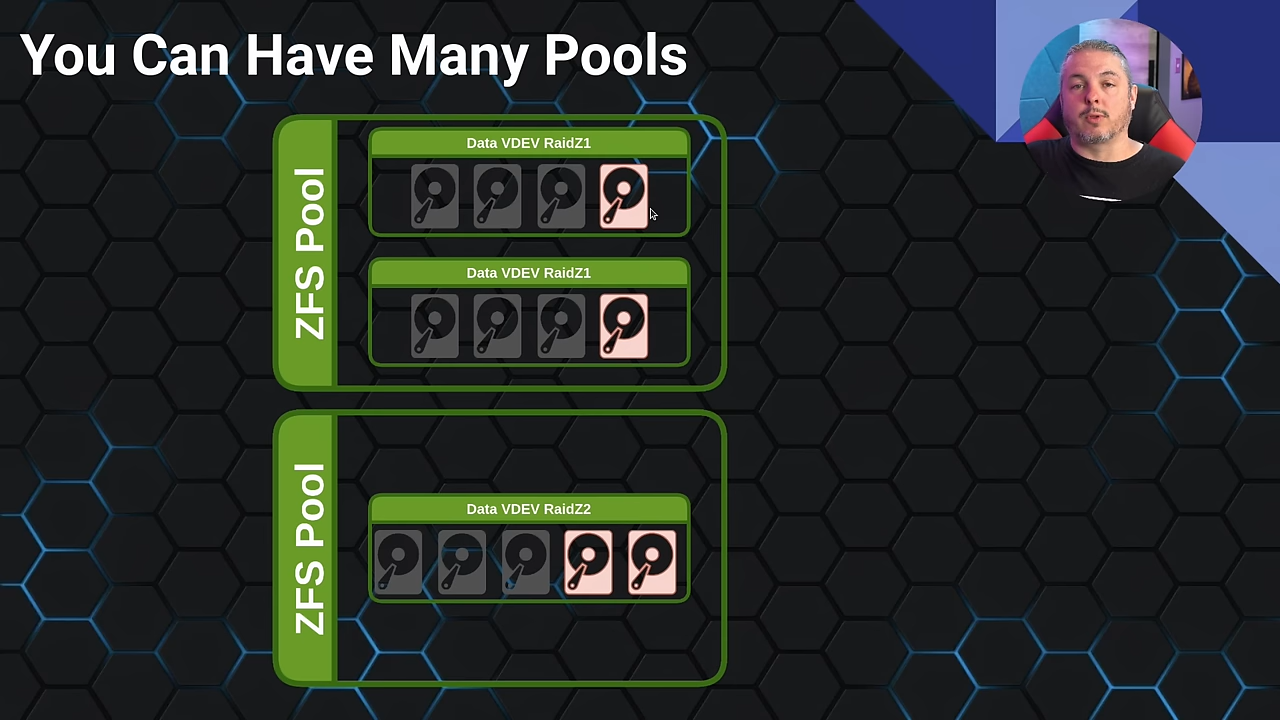 You Can Have Many Pools
ZFS Pool
Data VDEV RaidZ1
Data VDEV RaidZ1
ZFS Pool
Data VDEV RaidZ2